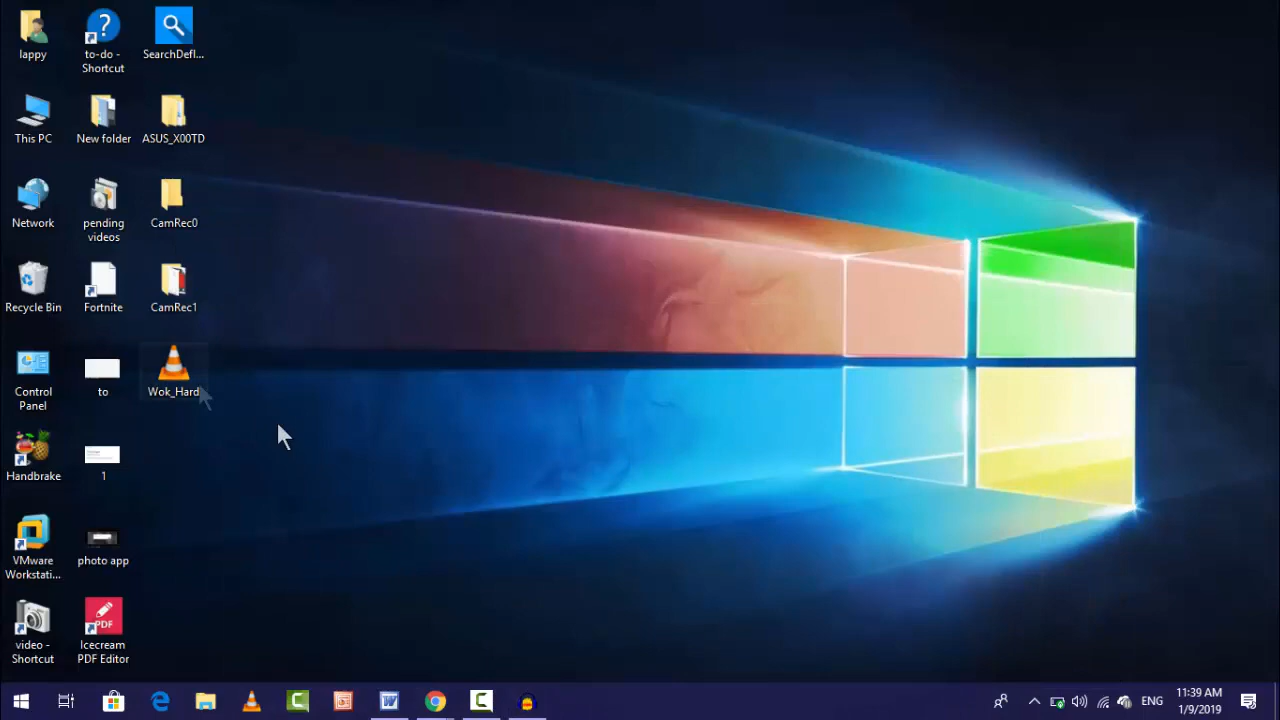 lappy
to-do -
Shortcut
SearchDefl...
This PC
New folder
ASUS_X00TD
Network
pending
videos
CamRec0
Recycle Bin
Fortnite
CamRec1
Control
Panel
to
Wok_Hard
Handbrake
1
VMware
Workstati...
photo app
video -
Shortcut
PDF
Icecream
PDF Editor
ENG
11:39 AM
1/9/2019